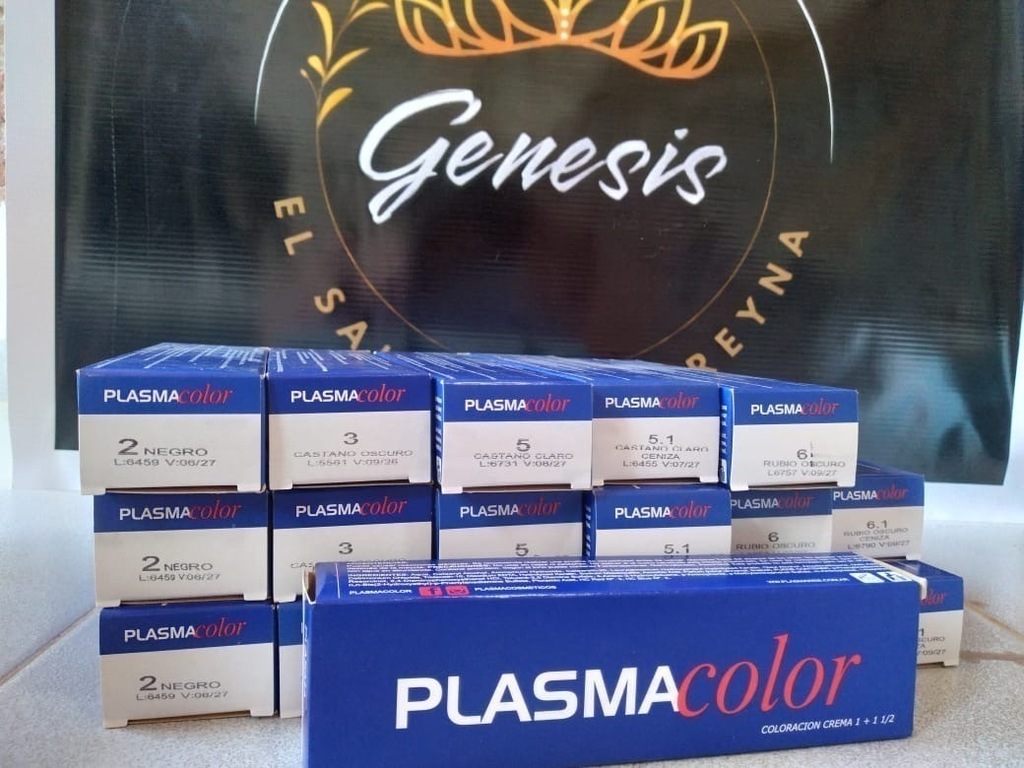 Genesis
EL SA
REYNA
PLASMAcolor
2 NEGRO
L:6459 V:06/27
PLASMAcolor
3
CASTANO OSCURO
L:5561 V:09/26
PLASMAcolor
5
CASTANO CLARO
L:6731 V:08/27
PLASMAcolor
5.1
CASTANO CLARO
CENIZA
L:6455 V:07/27
PLASMAcolor
6
RUBIO OSCURO
L:6757 V:09/27
PLASMAcolor
2 NEGRO
L:6459 V:06/27
PLASMAcolor
3
PLASMAcolor
5
PLASMAcolor
5.1
PLASMAcolor
6
RUBIO OSCURO
PLASMAcolor
6.1
RUBIO OSCURO
CENIZA
PLASMAcolor
2 NEGRO
L:6459 V:06/27
PLASMACOLOR
PLASMACOSMETICOS
PLASMAcolor
COLORACION CREMA 1 + 1 1/2